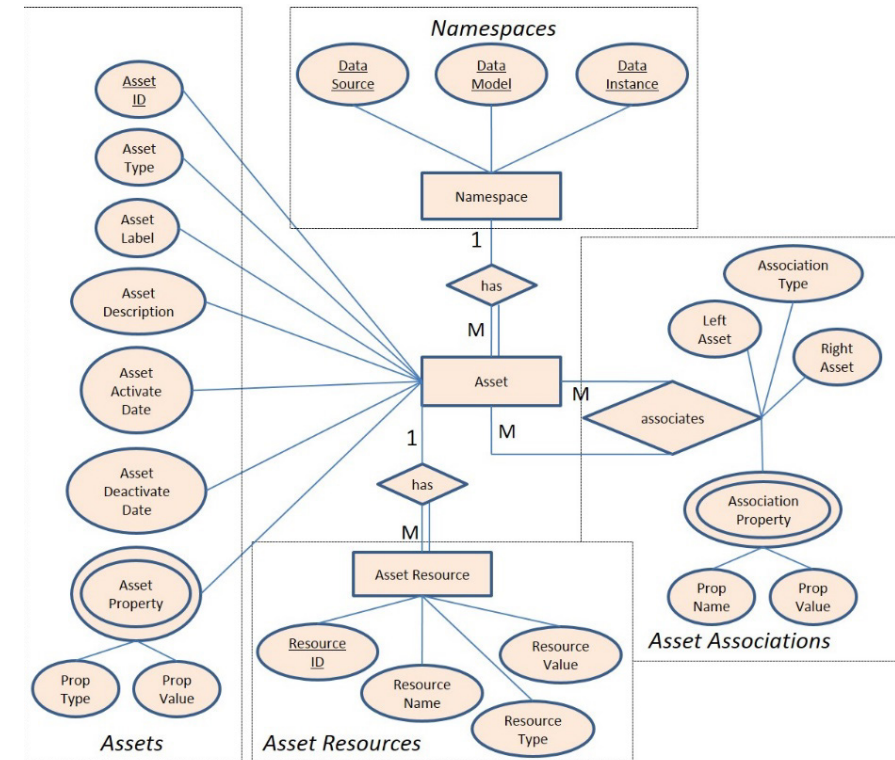 Namespaces
Data
Source
Data
Model
Data
Instance
Namespace
1
has
M
Asset
ID
Asset
Type
Asset
Label
Asset
Description
Asset
Activate
Date
Asset
Deactivate
Date
Asset
Property
Prop
Type
Prop
Value
Assets
Asset
M
M
associates
Association
Type
Left
Asset
Right
Asset
Association
Property
Prop
Name
Prop
Value
Asset Associations
1
has
M
Asset Resource
Resource
ID
Resource
Name
Resource
Type
Resource
Value
Asset Resources